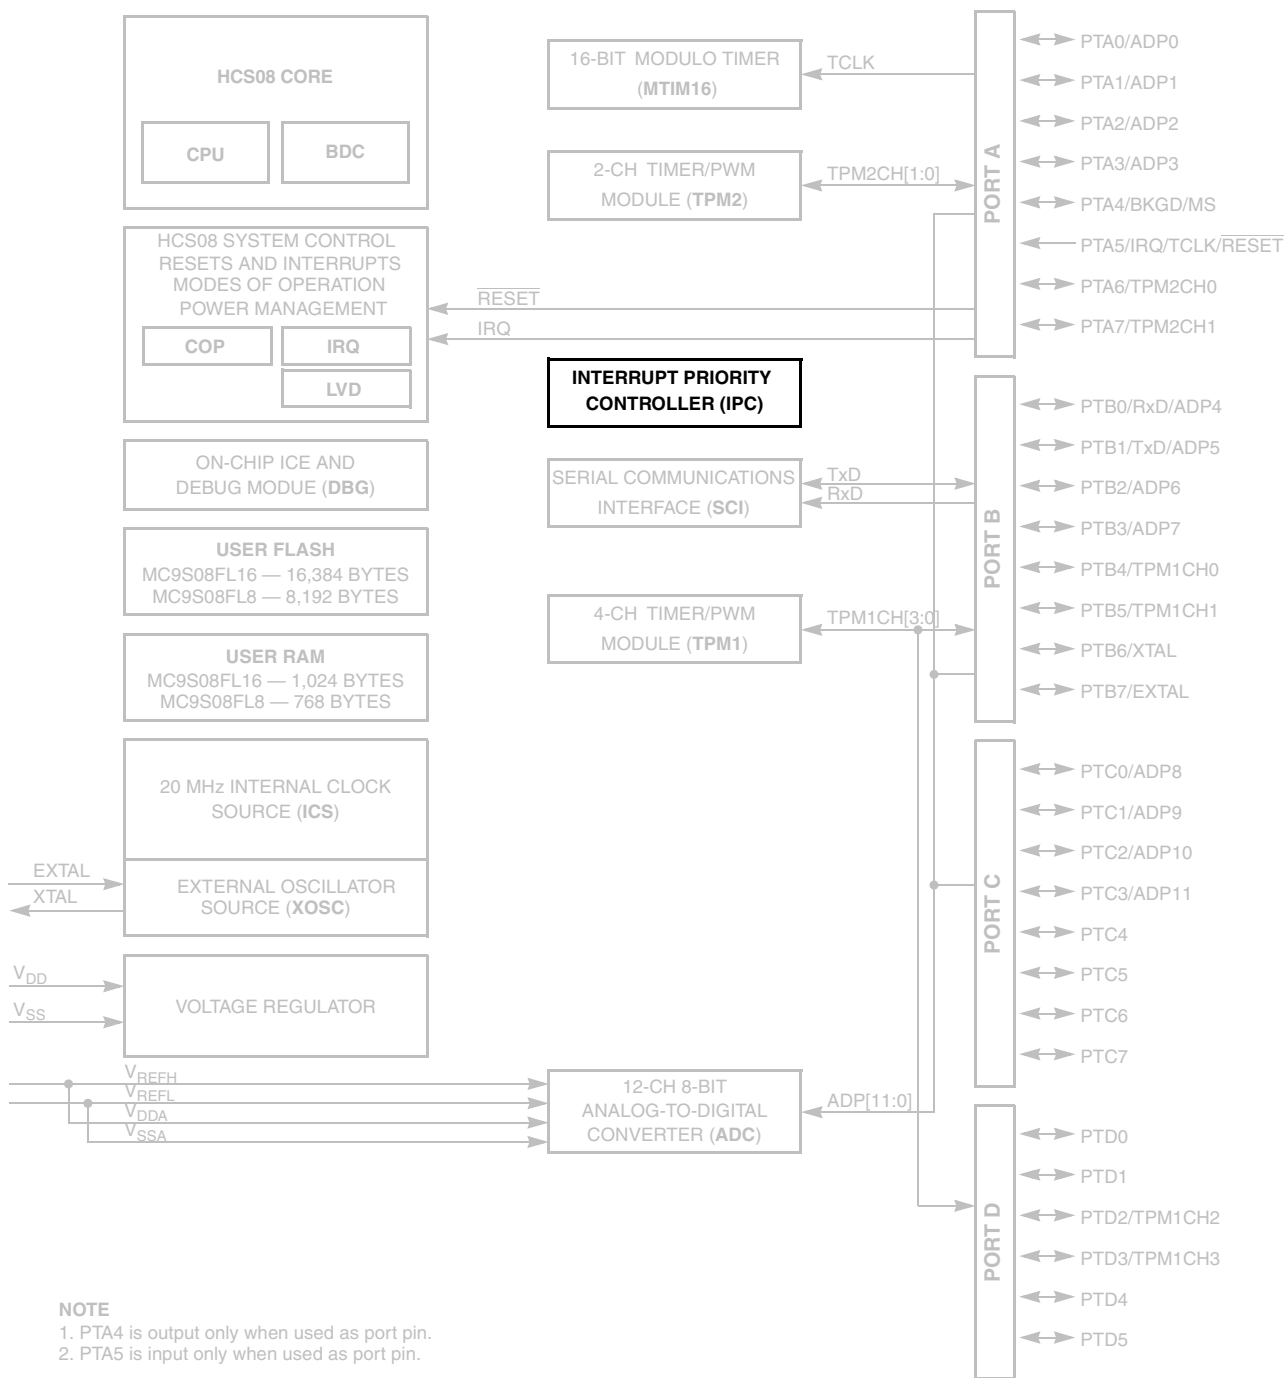 HCS08 CORE
CPU
BDC
HCS08 SYSTEM CONTROL
RESETS AND INTERRUPTS
MODES OF OPERATION
POWER MANAGEMENT
COP
IRQ
LVD
ON-CHIP ICE AND
DEBUG MODUE (DBG)
USER FLASH
MC9S08FL16 — 16,384 BYTES
MC9S08FL8 — 8,192 BYTES
USER RAM
MC9S08FL16 — 1,024 BYTES
MC9S08FL8 — 768 BYTES
20 MHz INTERNAL CLOCK
SOURCE (ICS)
EXTAL
XTAL
EXTERNAL OSCILLATOR
SOURCE (XOSC)
VDD
VSS
VOLTAGE REGULATOR
VREFH
VREFL
VDDA
VSSA
16-BIT MODULO TIMER
(MTIM16)
TCLK
2-CH TIMER/PWM
MODULE (TPM2)
TPM2CH[1:0]
RESET
IRQ
INTERRUPT PRIORITY
CONTROLLER (IPC)
SERIAL COMMUNICATIONS
INTERFACE (SCI)
TxD
RxD
4-CH TIMER/PWM
MODULE (TPM1)
TPM1CH[3:0]
12-CH 8-BIT
ANALOG-TO-DIGITAL
CONVERTER (ADC)
ADP[11:0]
PORT A
PTA0/ADP0
PTA1/ADP1
PTA2/ADP2
PTA3/ADP3
PTA4/BKGD/MS
PTA5/IRQ/TCLK/RESET
PTA6/TPM2CH0
PTA7/TPM2CH1
PORT B
PTB0/RxD/ADP4
PTB1/TxD/ADP5
PTB2/ADP6
PTB3/ADP7
PTB4/TPM1CH0
PTB5/TPM1CH1
PTB6/XTAL
PTB7/EXTAL
PORT C
PTC0/ADP8
PTC1/ADP9
PTC2/ADP10
PTC3/ADP11
PTC4
PTC5
PTC6
PTC7
PORT D
PTD0
PTD1
PTD2/TPM1CH2
PTD3/TPM1CH3
PTD4
PTD5
NOTE
1. PTA4 is output only when used as port pin.
2. PTA5 is input only when used as port pin.